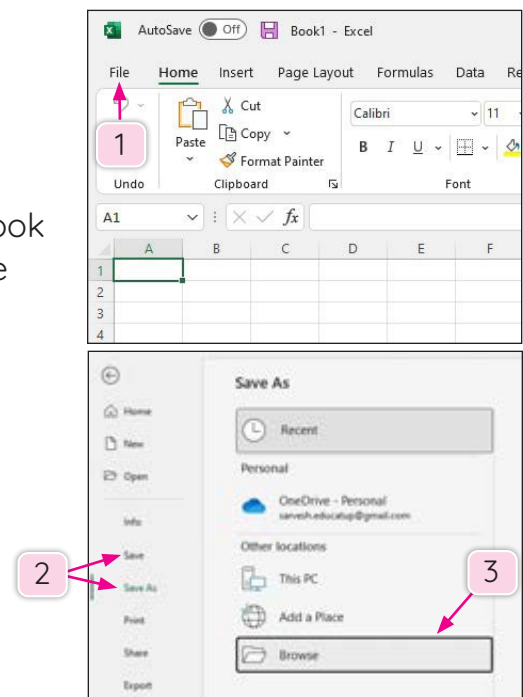 AutoSave Off Book1 - Excel
File Home Insert Page Layout Formulas Data Re
1
Paste
Cut
Copy
Format Painter
Calibri 11
B I U
Undo Clipboard Font
A1 fx
A B C D E F
1
2
3
4
ook
e
Save As
Home
New
Open
Info
Save
Save As
Print
Share
Export
2
Recent
Personal
OneDrive - Personal
sarvesh.educatup@gmail.com
Other locations
This PC
Add a Place
Browse
3